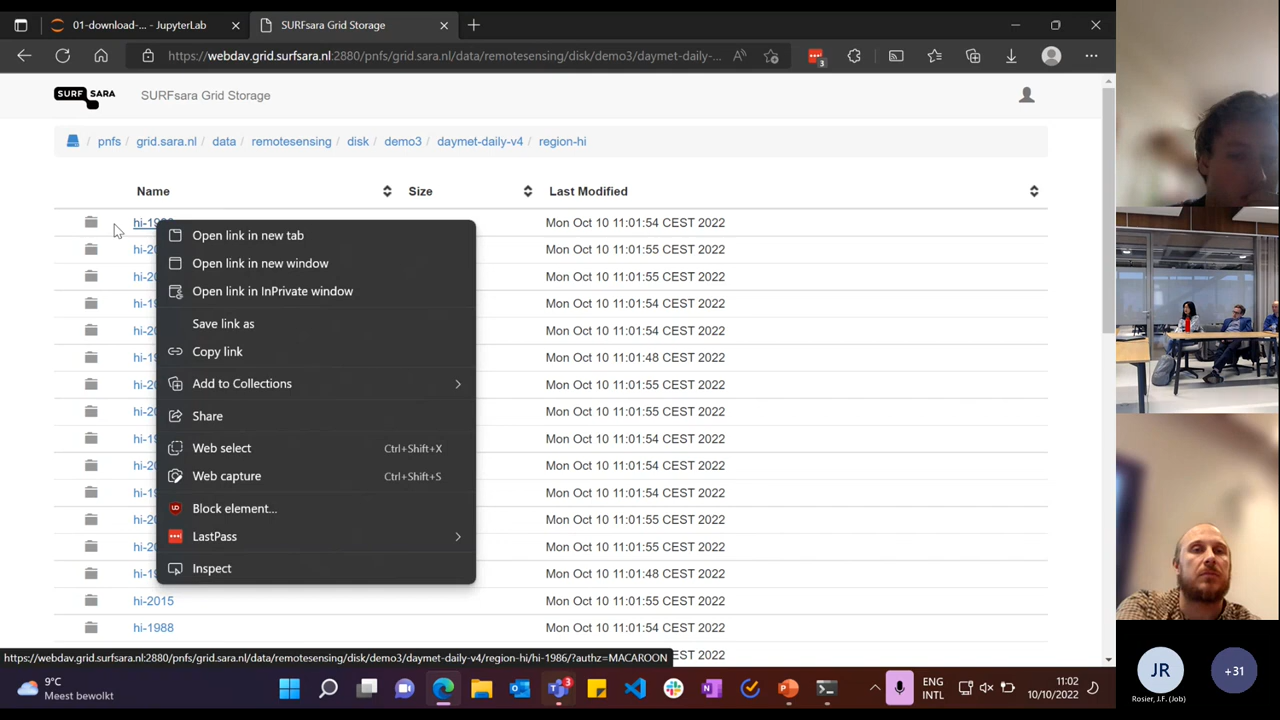 01-download-... - JupyterLab
SURFsara Grid Storage
https://webdav.grid.surfsara.nl:2880/pnfs/grid.sara.nl/data/remotesensing/disk/demo3/daymet-daily-...
3
SURF SARA
SURFsara Grid Storage
/ pnfs / grid.sara.nl / data / remotesensing / disk / demo3 / daymet-daily-v4 / region-hi
Name Size Last Modified
Mon Oct 10 11:01:54 CEST 2022
Open link in new tab
Mon Oct 10 11:01:55 CEST 2022
Open link in new window
Mon Oct 10 11:01:55 CEST 2022
Open link in InPrivate window
Mon Oct 10 11:01:54 CEST 2022
Save link as
Mon Oct 10 11:01:55 CEST 2022
Copy link
Mon Oct 10 11:01:48 CEST 2022
Add to Collections
Mon Oct 10 11:01:55 CEST 2022
Share
Mon Oct 10 11:01:55 CEST 2022
Mon Oct 10 11:01:54 CEST 2022
Web select Ctrl+Shift+X
Mon Oct 10 11:01:55 CEST 2022
Web capture Ctrl+Shift+S
Mon Oct 10 11:01:54 CEST 2022
Block element...
Mon Oct 10 11:01:55 CEST 2022
LastPass
Mon Oct 10 11:01:55 CEST 2022
Inspect
Mon Oct 10 11:01:48 CEST 2022
hi-2015 Mon Oct 10 11:01:55 CEST 2022
hi-1988 Mon Oct 10 11:01:54 CEST 2022
https://webdav.grid.surfsara.nl:2880/pnfs/grid.sara.nl/data/remotesensing/disk/demo3/daymet-daily-v4/region-hi/hi-1986/?authz=MACAROON
9°C
Meest bewolkt
3
ENG
INTL
11:02
10/10/2022
JR
Rosier, J.F. (Job)
+31